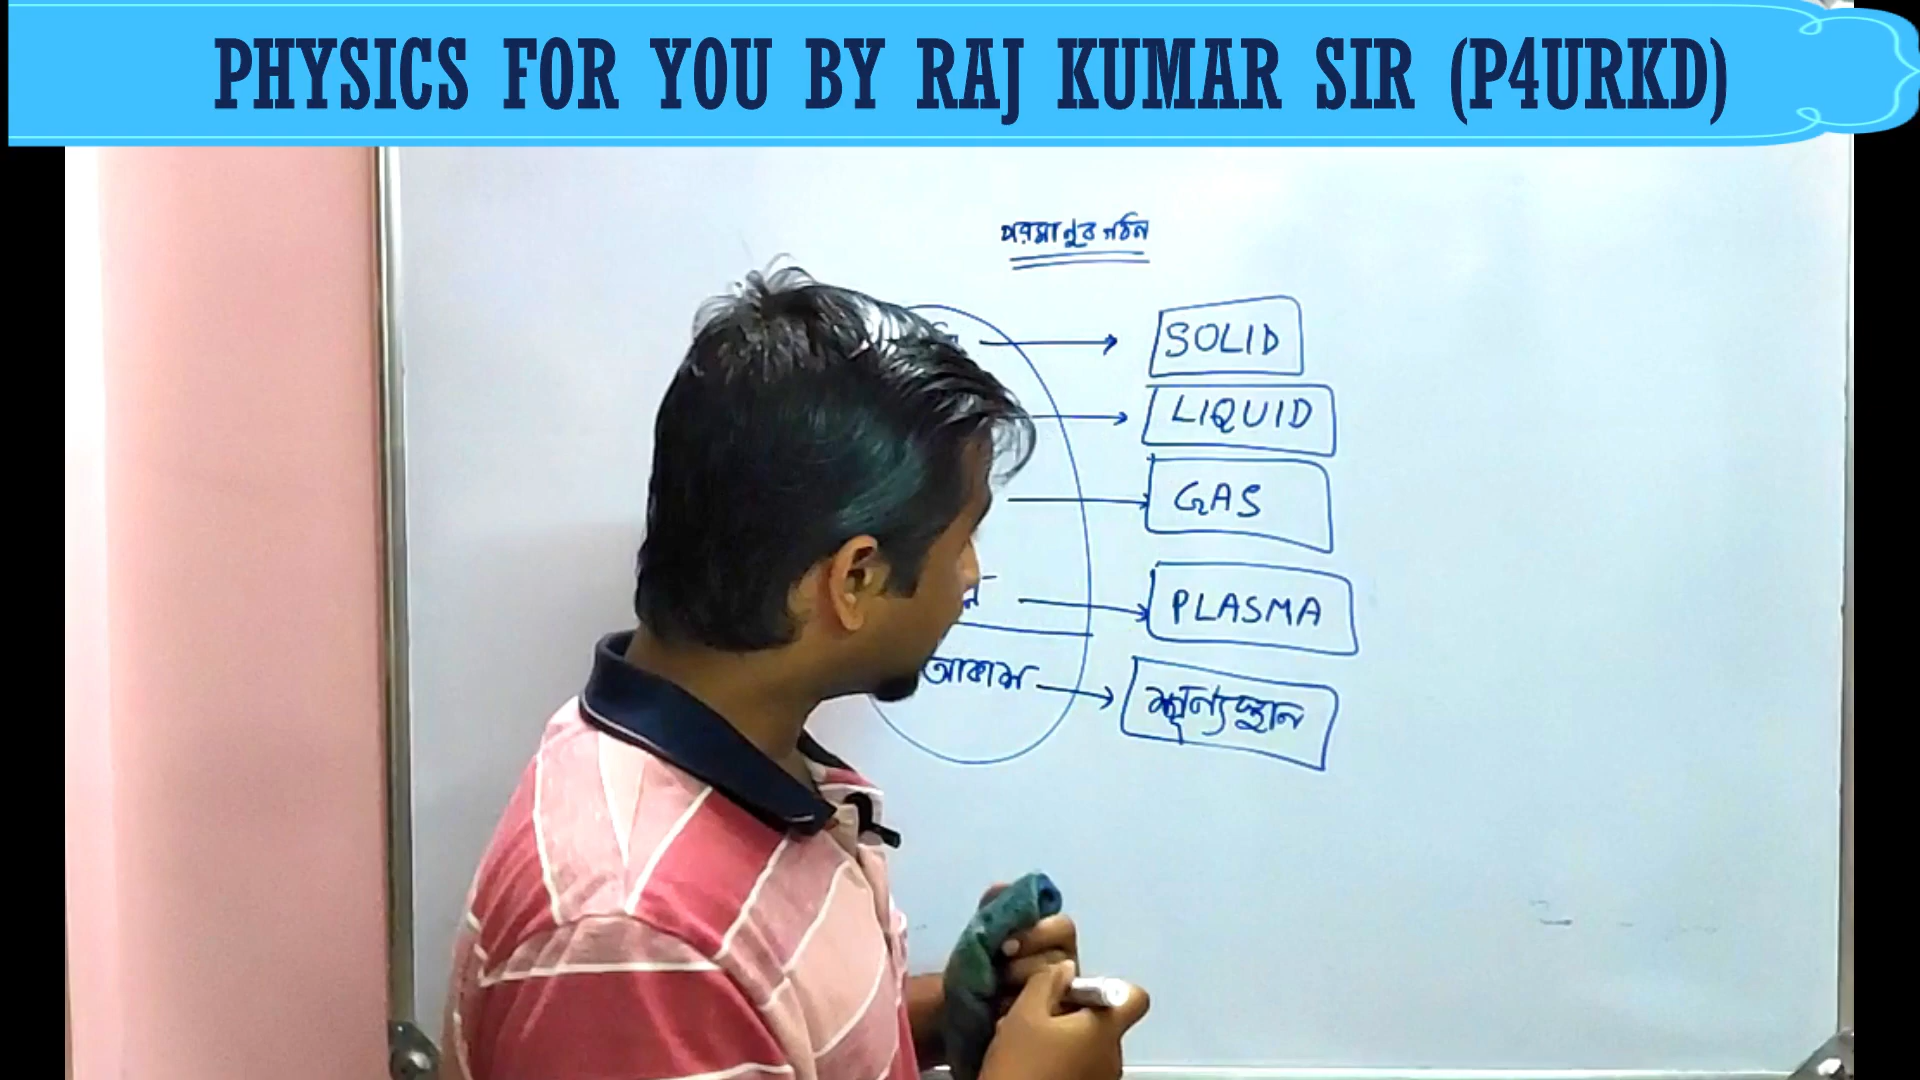 PHYSICS FOR YOU BY RAJ KUMAR SIR (P4URKD)
পরমানুর গঠন
SOLID
LIQUID
GAS
PLASMA
আকাশ
শূন্যস্থান